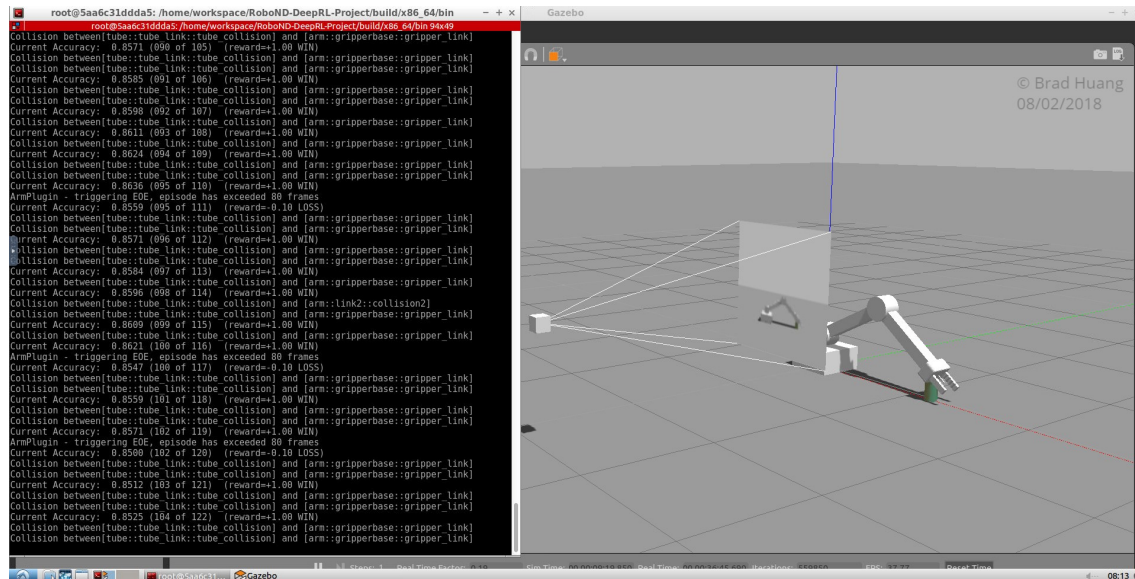 root@5aa6c31ddda5: /home/workspace/RoboND-DeepRL-Project/build/x86_64/bin
root@5aa6c31ddda5: /home/workspace/RoboND-DeepRL-Project/build/x86_64/bin 94x49
Collision between[tube::tube_link::tube_collision] and [arm::gripperbase::gripper_link]
Current Accuracy:  0.8571 (090 of 105)  (reward=+1.00 WIN)
Collision between[tube::tube_link::tube_collision] and [arm::gripperbase::gripper_link]
Collision between[tube::tube_link::tube_collision] and [arm::gripperbase::gripper_link]
Current Accuracy:  0.8585 (091 of 106)  (reward=+1.00 WIN)
Collision between[tube::tube_link::tube_collision] and [arm::gripperbase::gripper_link]
Collision between[tube::tube_link::tube_collision] and [arm::gripperbase::gripper_link]
Current Accuracy:  0.8598 (092 of 107)  (reward=+1.00 WIN)
Collision between[tube::tube_link::tube_collision] and [arm::gripperbase::gripper_link]
Current Accuracy:  0.8611 (093 of 108)  (reward=+1.00 WIN)
Collision between[tube::tube_link::tube_collision] and [arm::gripperbase::gripper_link]
Current Accuracy:  0.8624 (094 of 109)  (reward=+1.00 WIN)
Collision between[tube::tube_link::tube_collision] and [arm::gripperbase::gripper_link]
Collision between[tube::tube_link::tube_collision] and [arm::gripperbase::gripper_link]
Current Accuracy:  0.8636 (095 of 110)  (reward=+1.00 WIN)
ArmPlugin - triggering EOE, episode has exceeded 80 frames
Current Accuracy:  0.8559 (095 of 111)  (reward=-0.10 LOSS)
Collision between[tube::tube_link::tube_collision] and [arm::gripperbase::gripper_link]
Collision between[tube::tube_link::tube_collision] and [arm::gripperbase::gripper_link]
Current Accuracy:  0.8571 (096 of 112)  (reward=+1.00 WIN)
Collision between[tube::tube_link::tube_collision] and [arm::gripperbase::gripper_link]
Collision between[tube::tube_link::tube_collision] and [arm::gripperbase::gripper_link]
Current Accuracy:  0.8584 (097 of 113)  (reward=+1.00 WIN)
Collision between[tube::tube_link::tube_collision] and [arm::gripperbase::gripper_link]
Current Accuracy:  0.8596 (098 of 114)  (reward=+1.00 WIN)
Collision between[tube::tube_link::tube_collision] and [arm::link2::collision2]
Current Accuracy:  0.8609 (099 of 115)  (reward=+1.00 WIN)
Collision between[tube::tube_link::tube_collision] and [arm::gripperbase::gripper_link]
Current Accuracy:  0.8621 (100 of 116)  (reward=+1.00 WIN)
ArmPlugin - triggering EOE, episode has exceeded 80 frames
Current Accuracy:  0.8547 (100 of 117)  (reward=-0.10 LOSS)
Collision between[tube::tube_link::tube_collision] and [arm::gripperbase::gripper_link]
Collision between[tube::tube_link::tube_collision] and [arm::gripperbase::gripper_link]
Current Accuracy:  0.8559 (101 of 118)  (reward=+1.00 WIN)
Collision between[tube::tube_link::tube_collision] and [arm::gripperbase::gripper_link]
Collision between[tube::tube_link::tube_collision] and [arm::gripperbase::gripper_link]
Current Accuracy:  0.8571 (102 of 119)  (reward=+1.00 WIN)
ArmPlugin - triggering EOE, episode has exceeded 80 frames
Current Accuracy:  0.8500 (102 of 120)  (reward=-0.10 LOSS)
Collision between[tube::tube_link::tube_collision] and [arm::gripperbase::gripper_link]
Current Accuracy:  0.8512 (103 of 121)  (reward=+1.00 WIN)
Collision between[tube::tube_link::tube_collision] and [arm::gripperbase::gripper_link]
Collision between[tube::tube_link::tube_collision] and [arm::gripperbase::gripper_link]
Current Accuracy:  0.8525 (104 of 122)  (reward=+1.00 WIN)
Collision between[tube::tube_link::tube_collision] and [arm::gripperbase::gripper_link]
Collision between[tube::tube_link::tube_collision] and [arm::gripperbase::gripper_link]
Gazebo
© Brad Huang
08/02/2018
Steps: 1 Real Time Factor: 0.19 Sim Time: Real Time: Iterations: FPS: Reset Time
root@5aa6c31... Gazebo 08:13